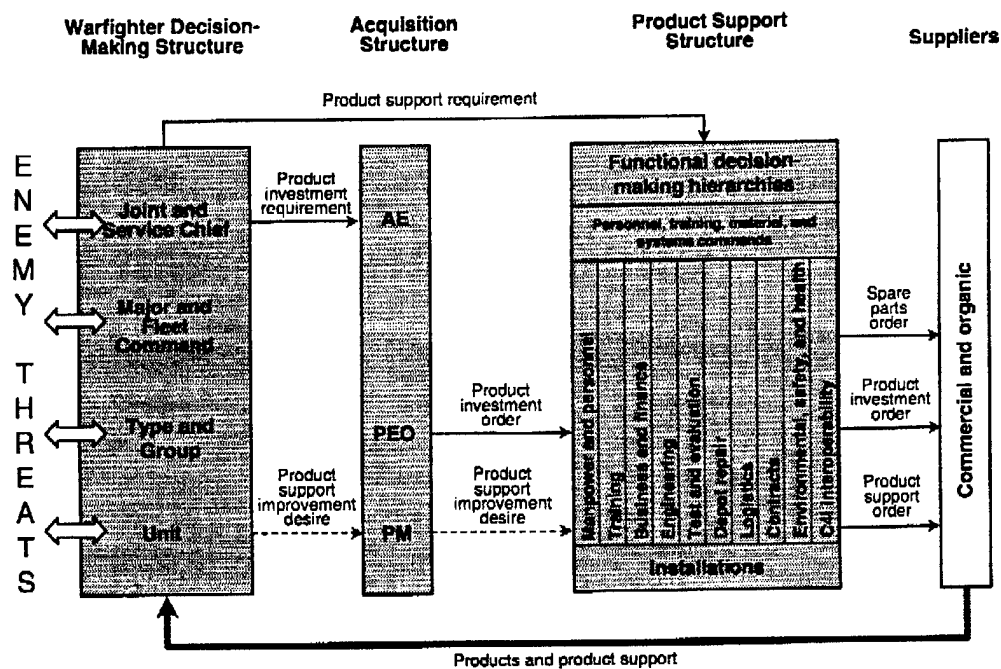 Warfighter Decision-
Making Structure
Acquisition
Structure
Product Support
Structure
Suppliers
Product support requirement
ENEMY THREATS
Joint and
Service Chief
Major and
Fleet
Command
Type and
Group
Unit
Product
investment
requirement
Product
support
improvement
desire
AE
PEO
PM
Product
investment
order
Product
support
improvement
desire
Functional decision-
making hierarchies
Personnel, training, material, and
systems commands
Manpower and personnel
Training
Business and finance
Engineering
Test and evaluation
Depot repair
Logistics
Contracts
Environmental, safety, and health
C4I interoperability
Installations
Spare
parts
order
Product
investment
order
Product
support
order
Commercial and organic
Products and product support